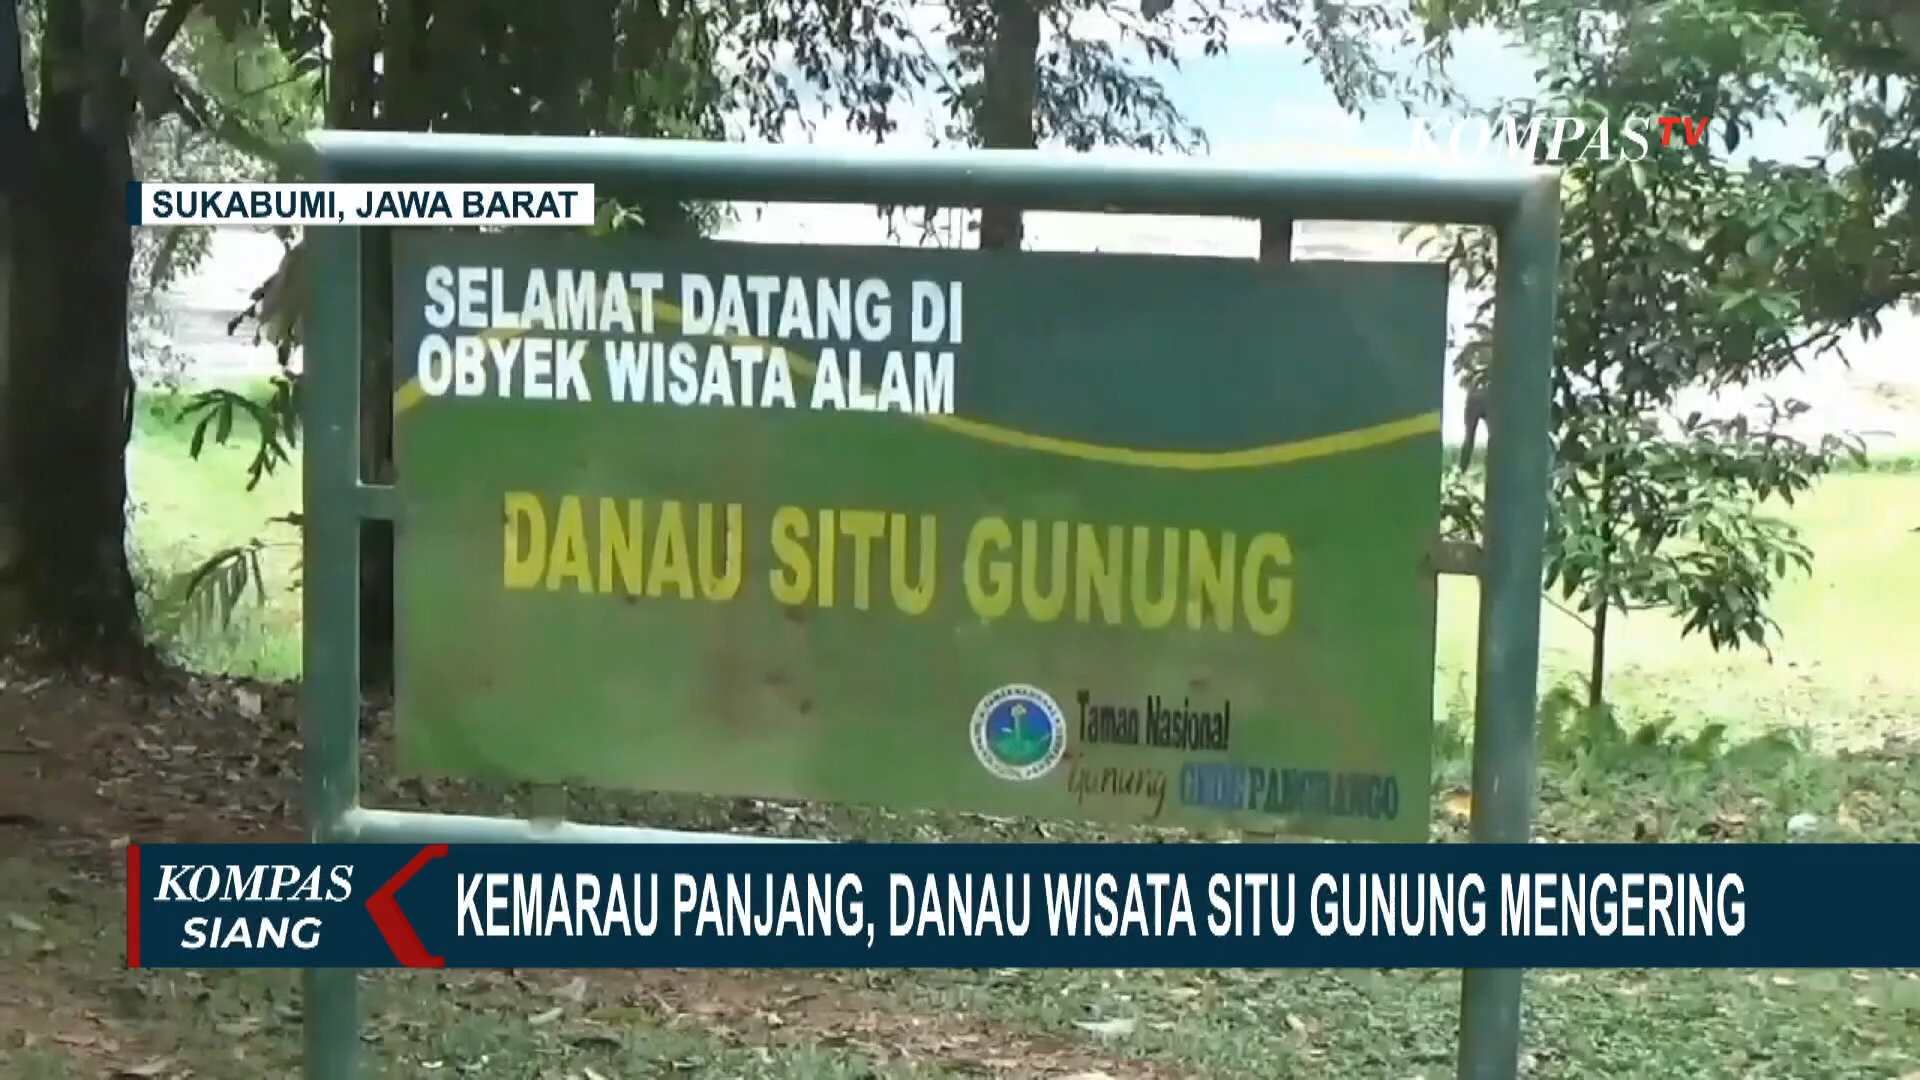 KOMPASTV
SUKABUMI, JAWA BARAT
SELAMAT DATANG DI
OBYEK WISATA ALAM
DANAU SITU GUNUNG
Taman Nasional
Gunung GEDE PANGRANGO
KOMPAS
SIANG
KEMARAU PANJANG, DANAU WISATA SITU GUNUNG MENGERING